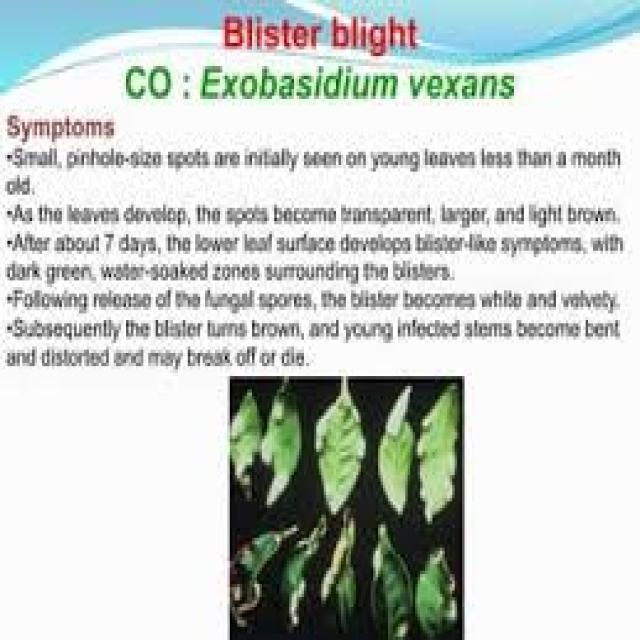 Blister blight
CO : Exobasidium vexans
Symptoms
•Small, pinhole-size spots are initially seen on young leaves less than a month
old.
•As the leaves develop, the spots become transparent, larger, and light brown.
•After about 7 days, the lower leaf surface develops blister-like symptoms, with
dark green, water-soaked zones surrounding the blisters.
•Following release of the fungal spores, the blister becomes white and velvety.
•Subsequently the blister turns brown, and young infected stems become bent
and distorted and may break off or die.